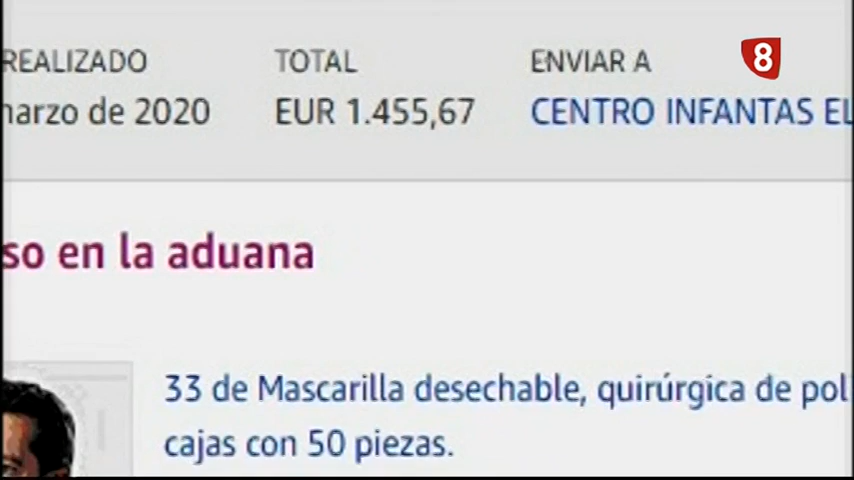 REALIZADO TOTAL ENVIAR A 8
marzo de 2020 EUR 1.455,67 CENTRO INFANTAS EL
so en la aduana
33 de Mascarilla desechable, quirúrgica de pol
cajas con 50 piezas.